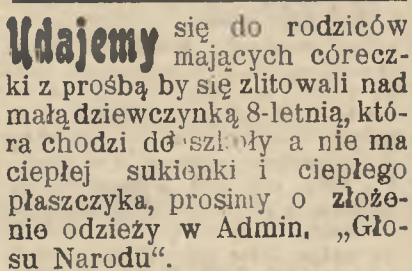 Udajemy się do rodziców
mających córecz-
ki z prośbą by się zlitowali nad
małą dziewczynką 8-letnią, któ-
ra chodzi do szkoły a nie ma
ciepłej sukienki i ciepłego
płaszczyka, prosimy o złoże-
nie odzieży w Admin. „Gło-
su Narodu“.